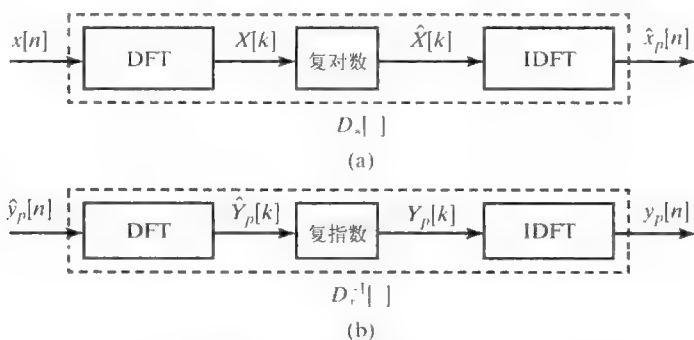 x[n] DFT X[k] 复对数 X̂[k] IDFT x̂ₚ[n]
D⁎[ ]
(a)
ŷₚ[n] DFT Ŷₚ[k] 复指数 Yₚ[k] IDFT yₚ[n]
D⁎⁻¹[ ]
(b)